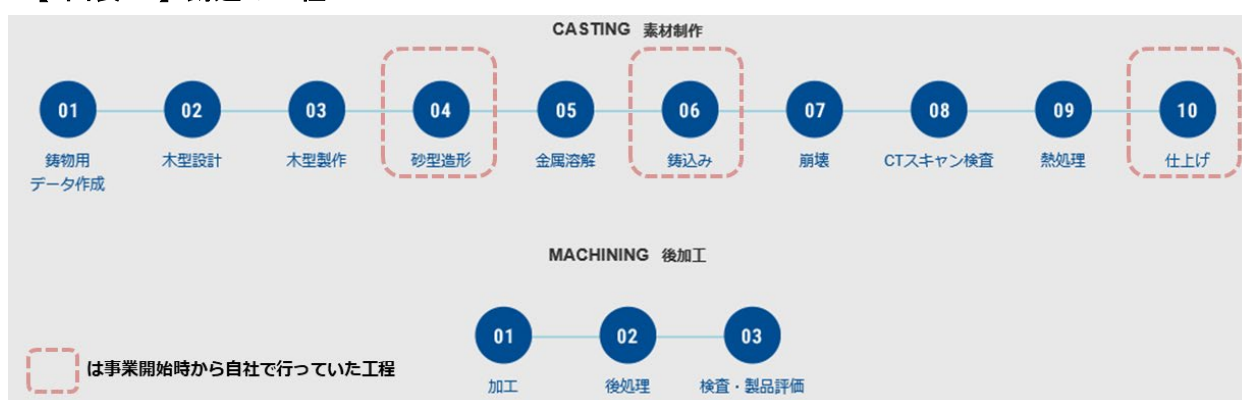 CASTING 素材制作
01
02
03
04
05
06
07
08
09
10
鋳物用
データ作成
木型設計
木型製作
砂型造形
金属溶解
鋳込み
崩壊
CTスキャン検査
熱処理
仕上げ
MACHINING 後加工
01
02
03
加工
後処理
検査・製品評価
は事業開始時から自社で行っていた工程